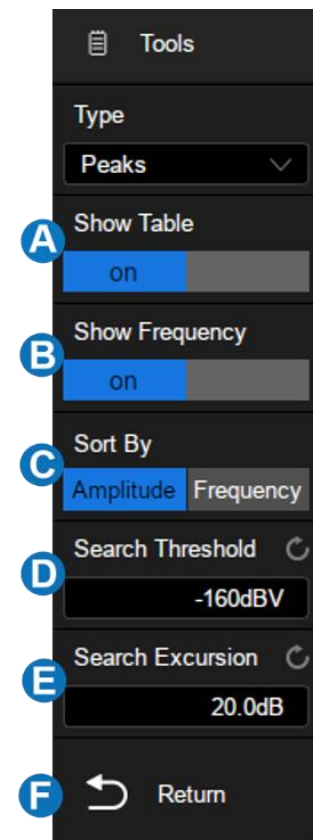 Tools
Type
Peaks
A
Show Table
on
B
Show Frequency
on
C
Sort By
Amplitude Frequency
D
Search Threshold
-160dBV
E
Search Excursion
20.0dB
F
Return